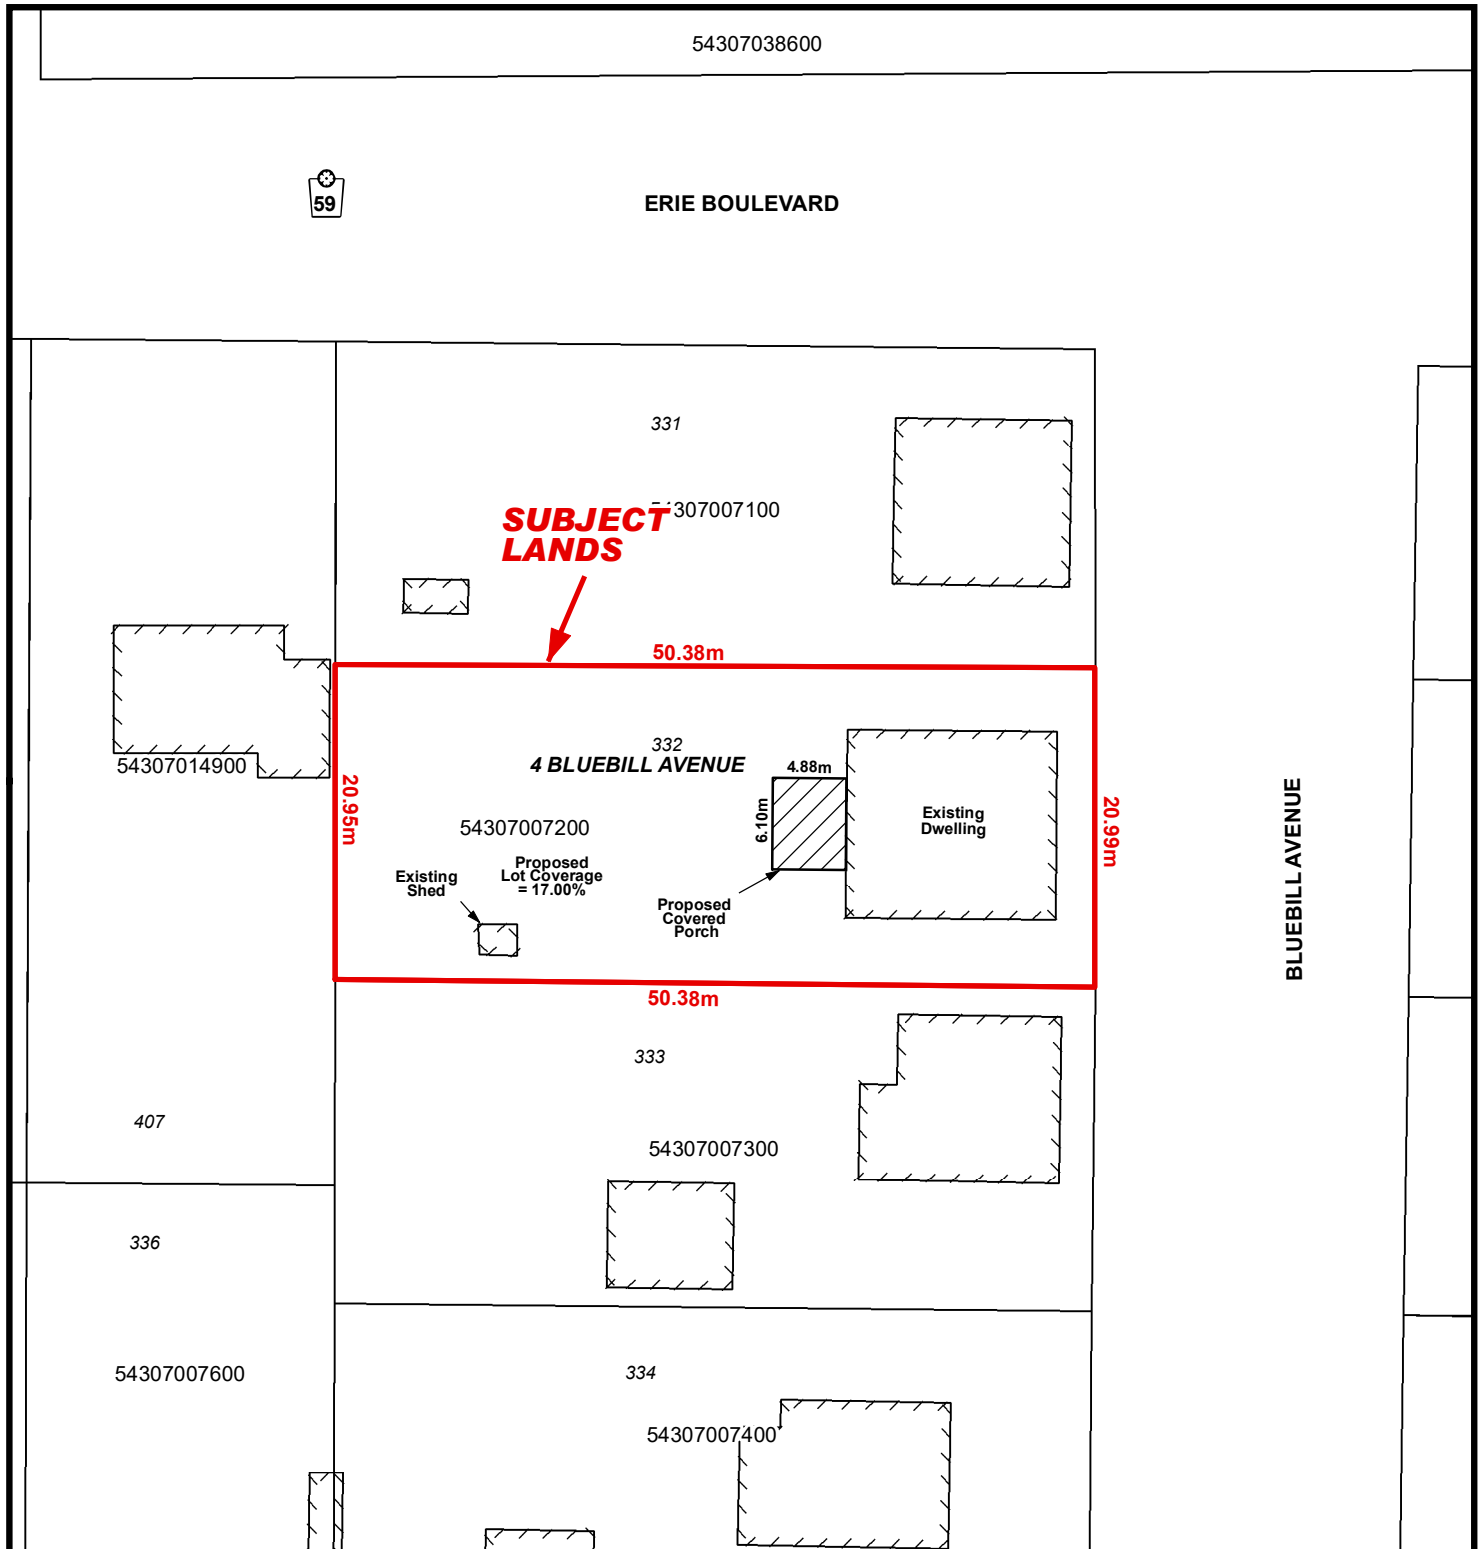 54307038600
59
ERIE BOULEVARD
331
307007100
SUBJECT
LANDS
50.38m
332
4 BLUEBILL AVENUE
4.88m
54307014900
20.95m
6.10m
Existing
Dwelling
20.99m
BLUEBILL AVENUE
54307007200
Proposed
Lot Coverage
= 17.00%
Existing
Shed
Proposed
Covered
Porch
50.38m
333
407
54307007300
336
54307007600
334
54307007400